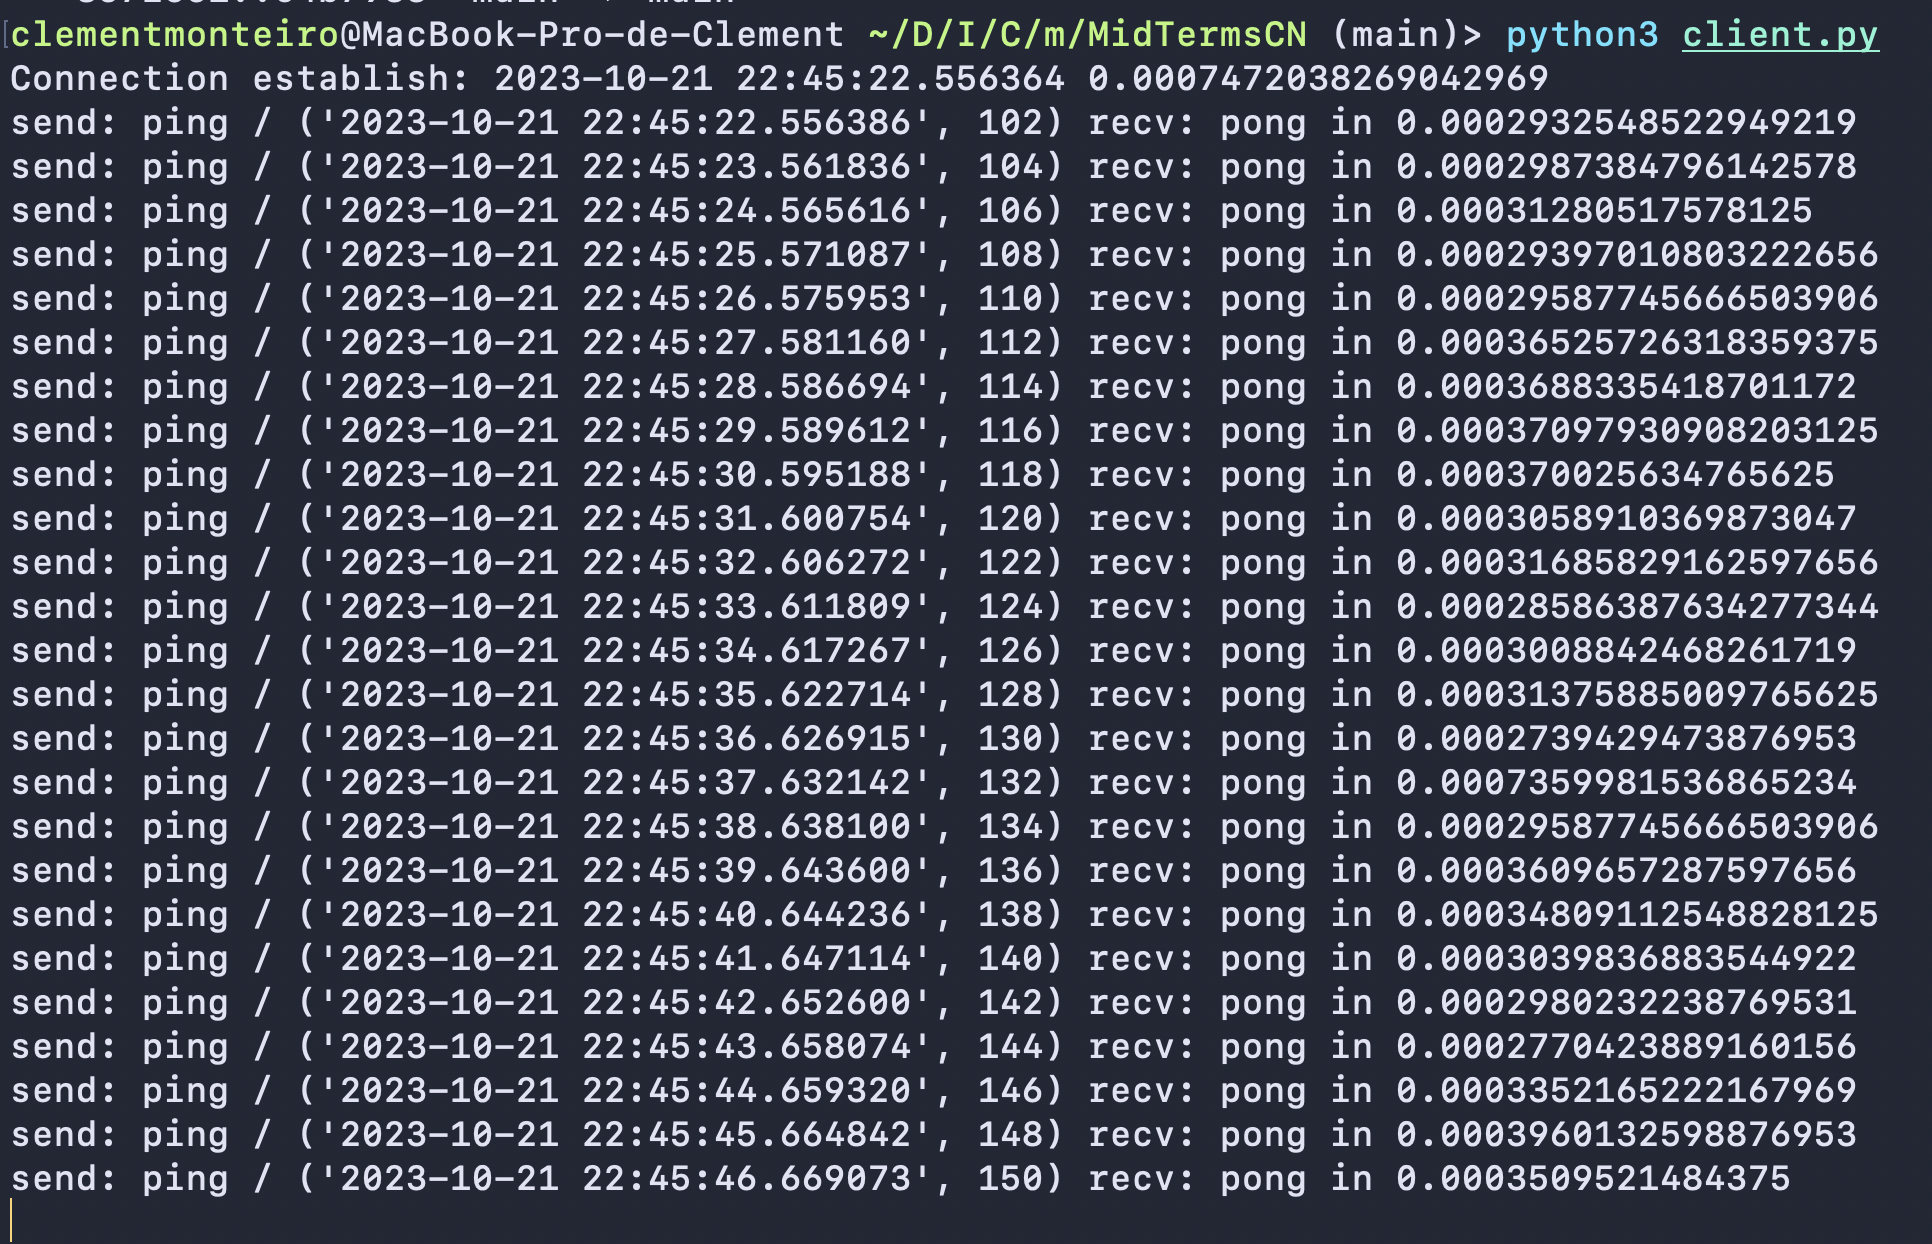 clementmonteiro@MacBook-Pro-de-Clement ~/D/I/C/m/MidTermsCN (main)> python3 client.py
Connection establish: 2023-10-21 22:45:22.556364 0.0007472038269042969
send: ping / ('2023-10-21 22:45:22.556386', 102) recv: pong in 0.0002932548522949219
send: ping / ('2023-10-21 22:45:23.561836', 104) recv: pong in 0.0002987384796142578
send: ping / ('2023-10-21 22:45:24.565616', 106) recv: pong in 0.00031280517578125
send: ping / ('2023-10-21 22:45:25.571087', 108) recv: pong in 0.00029397010803222656
send: ping / ('2023-10-21 22:45:26.575953', 110) recv: pong in 0.00029587745666503906
send: ping / ('2023-10-21 22:45:27.581160', 112) recv: pong in 0.00036525726318359375
send: ping / ('2023-10-21 22:45:28.586694', 114) recv: pong in 0.0003688335418701172
send: ping / ('2023-10-21 22:45:29.589612', 116) recv: pong in 0.00037097930908203125
send: ping / ('2023-10-21 22:45:30.595188', 118) recv: pong in 0.000370025634765625
send: ping / ('2023-10-21 22:45:31.600754', 120) recv: pong in 0.0003058910369873047
send: ping / ('2023-10-21 22:45:32.606272', 122) recv: pong in 0.00031685829162597656
send: ping / ('2023-10-21 22:45:33.611809', 124) recv: pong in 0.00028586387634277344
send: ping / ('2023-10-21 22:45:34.617267', 126) recv: pong in 0.0003008842468261719
send: ping / ('2023-10-21 22:45:35.622714', 128) recv: pong in 0.00031375885009765625
send: ping / ('2023-10-21 22:45:36.626915', 130) recv: pong in 0.0002739429473876953
send: ping / ('2023-10-21 22:45:37.632142', 132) recv: pong in 0.0007359981536865234
send: ping / ('2023-10-21 22:45:38.638100', 134) recv: pong in 0.00029587745666503906
send: ping / ('2023-10-21 22:45:39.643600', 136) recv: pong in 0.0003609657287597656
send: ping / ('2023-10-21 22:45:40.644236', 138) recv: pong in 0.00034809112548828125
send: ping / ('2023-10-21 22:45:41.647114', 140) recv: pong in 0.0003039836883544922
send: ping / ('2023-10-21 22:45:42.652600', 142) recv: pong in 0.0002980232238769531
send: ping / ('2023-10-21 22:45:43.658074', 144) recv: pong in 0.0002770423889160156
send: ping / ('2023-10-21 22:45:44.659320', 146) recv: pong in 0.0003352165222167969
send: ping / ('2023-10-21 22:45:45.664842', 148) recv: pong in 0.0003960132598876953
send: ping / ('2023-10-21 22:45:46.669073', 150) recv: pong in 0.0003509521484375